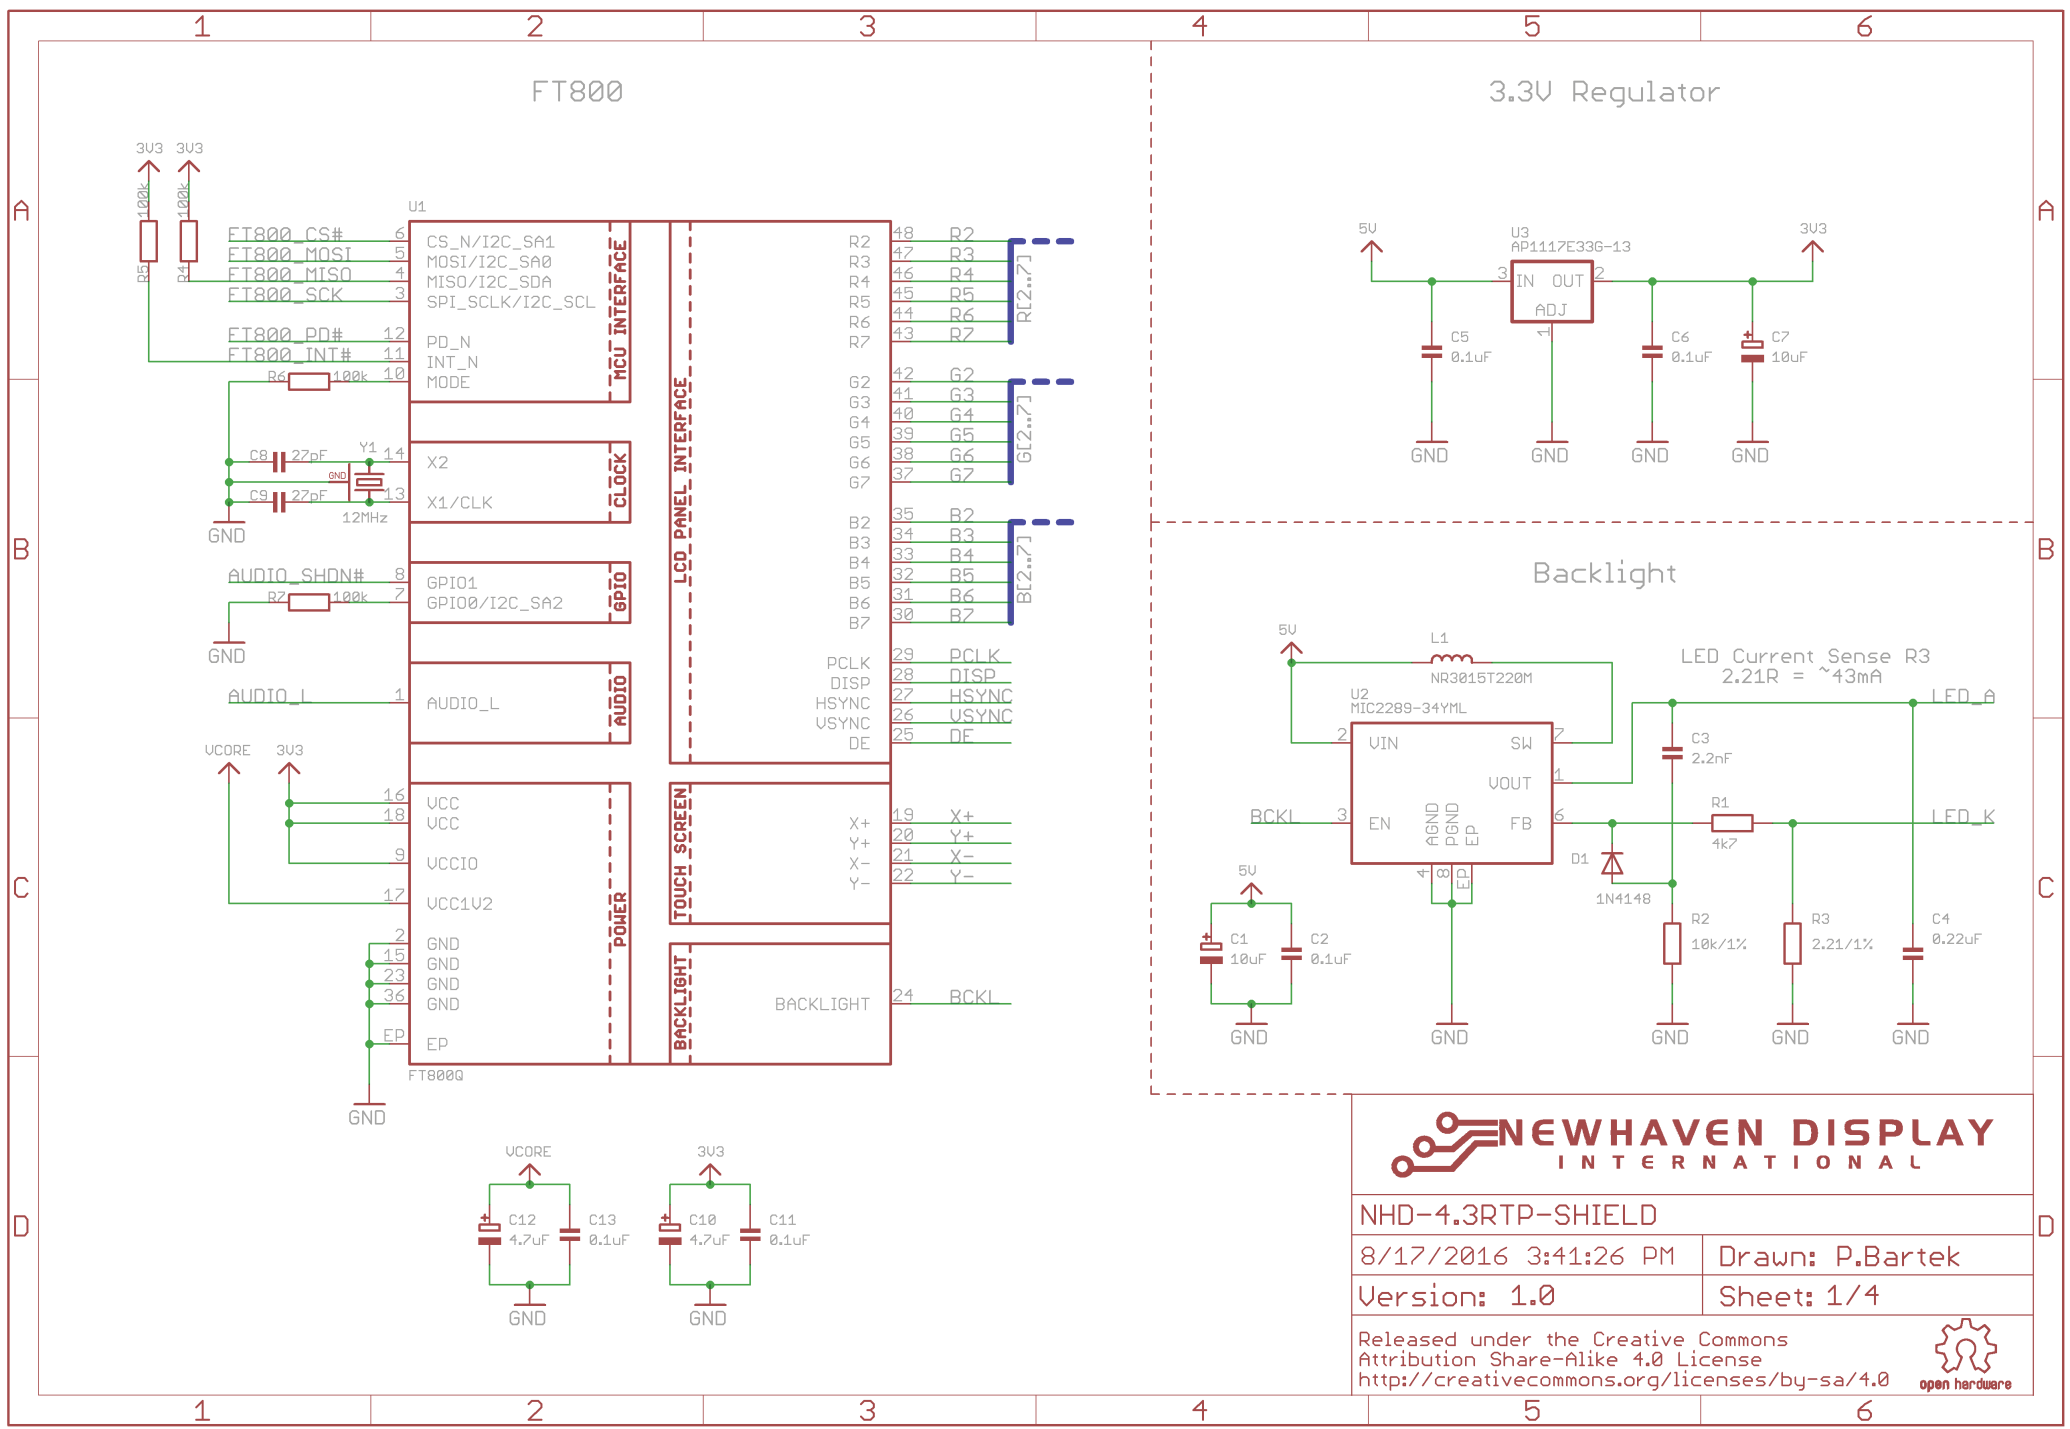 1 2 3 4 5 6
FT800
3V3 3V3
100k 100k
R5 R4
FT800_CS#
FT800_MOSI
FT800_MISO
FT800_SCK
FT800_PD#
FT800_INT#
R6 100k
C8 27pF
Y1
GND
C9 27pF
12MHz
GND
AUDIO_SHDN#
R7 100k
GND
AUDIO_L
VCORE 3V3
U1
6 CS_N/I2C_SA1
5 MOSI/I2C_SA0
4 MISO/I2C_SDA
3 SPI_SCLK/I2C_SCL
12 PD_N
11 INT_N
10 MODE
MCU INTERFACE
14 X2
13 X1/CLK
CLOCK
8 GPIO1
7 GPIO0/I2C_SA2
GPIO
1 AUDIO_L
AUDIO
16 VCC
18 VCC
9 VCCIO
17 VCC1V2
2 GND
15 GND
23 GND
36 GND
EP EP
POWER
FT800Q
GND
LCD PANEL INTERFACE
R2 48 R2
R3 47 R3
R4 46 R4
R5 45 R5
R6 44 R6
R7 43 R7
R[2..7]
G2 42 G2
G3 41 G3
G4 40 G4
G5 39 G5
G6 38 G6
G7 37 G7
G[2..7]
B2 35 B2
B3 34 B3
B4 33 B4
B5 32 B5
B6 31 B6
B7 30 B7
B[2..7]
PCLK 29 PCLK
DISP 28 DISP
HSYNC 27 HSYNC
VSYNC 26 VSYNC
DE 25 DE
TOUCH SCREEN
X+ 19 X+
Y+ 20 Y+
X- 21 X-
Y- 22 Y-
BACKLIGHT
BACKLIGHT 24 BCKL
VCORE
C12 4.7uF
C13 0.1uF
GND
3V3
C10 4.7uF
C11 0.1uF
GND
3.3V Regulator
5V
U3
AP1117E33G-13
3V3
3 IN OUT 2
ADJ
1
C5
0.1uF
C6
0.1uF
C7
10uF
GND GND GND GND
Backlight
5V
L1
NR3015T220M
LED Current Sense R3
2.21R = ~43mA
U2
MIC2289-34YML
LED_A
2 VIN SW 7
VOUT 1
BCKL 3 EN FB 6
AGND PGND EP
4 8 EP
C3
2.2nF
R1
4k7
LED_K
D1
1N4148
5V
C1
10uF
C2
0.1uF
R2
10k/1%
R3
2.21/1%
C4
0.22uF
GND GND GND GND GND
NEWHAVEN DISPLAY
INTERNATIONAL
NHD-4.3RTP-SHIELD
8/17/2016 3:41:26 PM
Drawn: P.Bartek
Version: 1.0
Sheet: 1/4
Released under the Creative Commons
Attribution Share-Alike 4.0 License
http://creativecommons.org/licenses/by-sa/4.0
open hardware
A A
B B
C C
D D
1 2 3 4 5 6